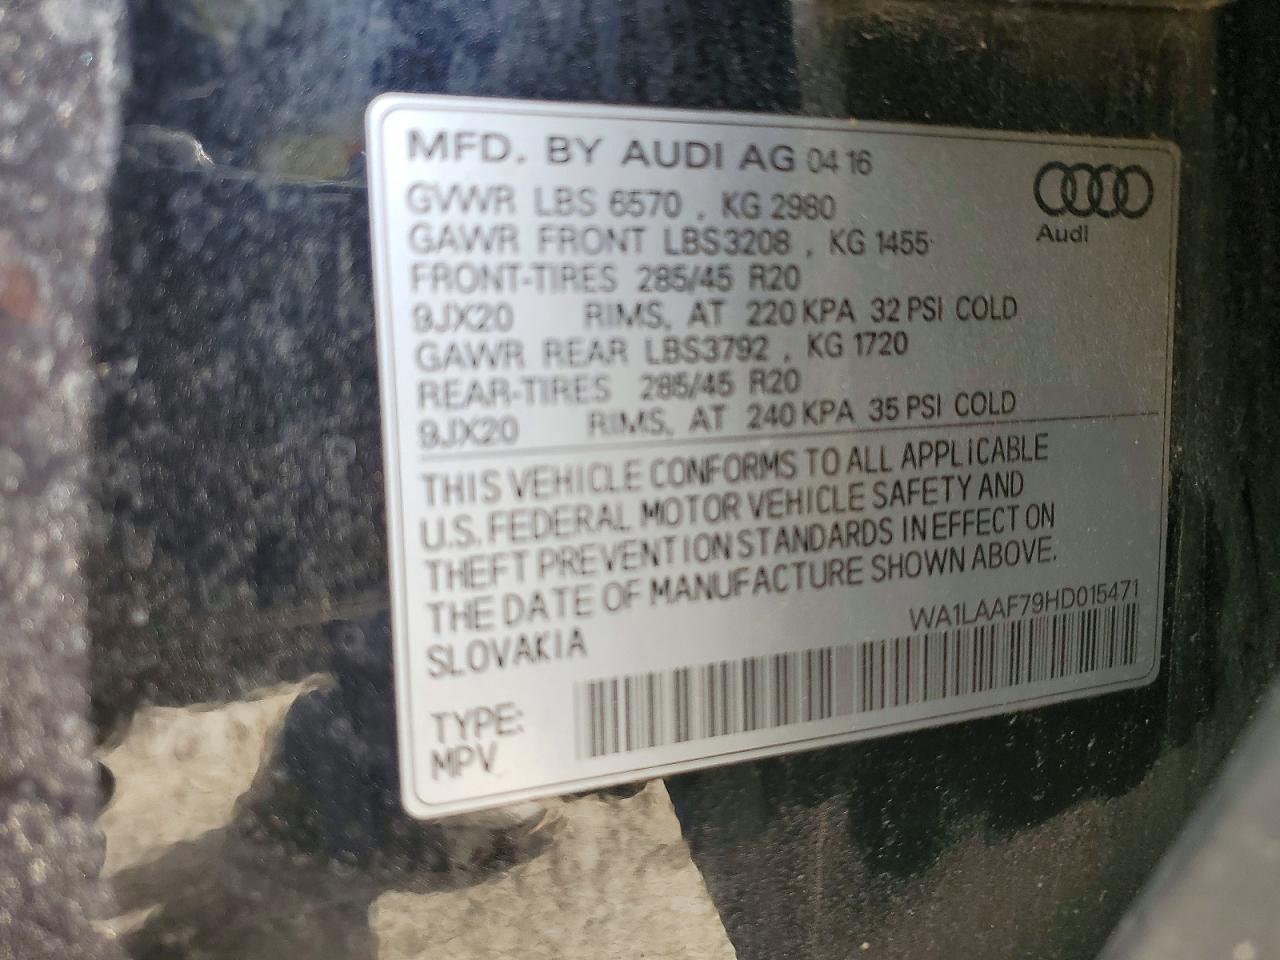 MFD. BY AUDI AG 04 16
GVWR LBS 6570 , KG 2980
GAWR FRONT LBS3208 , KG 1455
FRONT-TIRES 285/45 R20
9JX20 RIMS, AT 220 KPA 32 PSI COLD
GAWR REAR LBS3792 , KG 1720
REAR-TIRES 285/45 R20
9JX20 RIMS, AT 240 KPA 35 PSI COLD
Audi
THIS VEHICLE CONFORMS TO ALL APPLICABLE
U.S. FEDERAL MOTOR VEHICLE SAFETY AND
THEFT PREVENTION STANDARDS IN EFFECT ON
THE DATE OF MANUFACTURE SHOWN ABOVE.
SLOVAKIA
WA1LAAF79HD015471
TYPE:
MPV